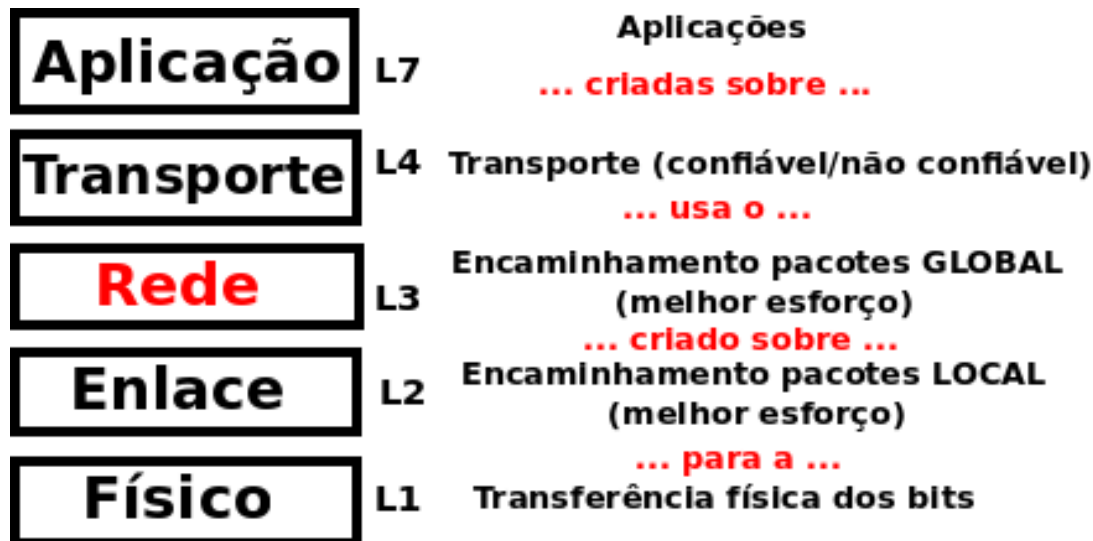 Aplicação L7 Aplicações
... criadas sobre ...
Transporte L4 Transporte (confiável/não confiável)
... usa o ...
Rede L3 Encaminhamento pacotes GLOBAL
(melhor esforço)
... criado sobre ...
Enlace L2 Encaminhamento pacotes LOCAL
(melhor esforço)
... para a ...
Físico L1 Transferência física dos bits